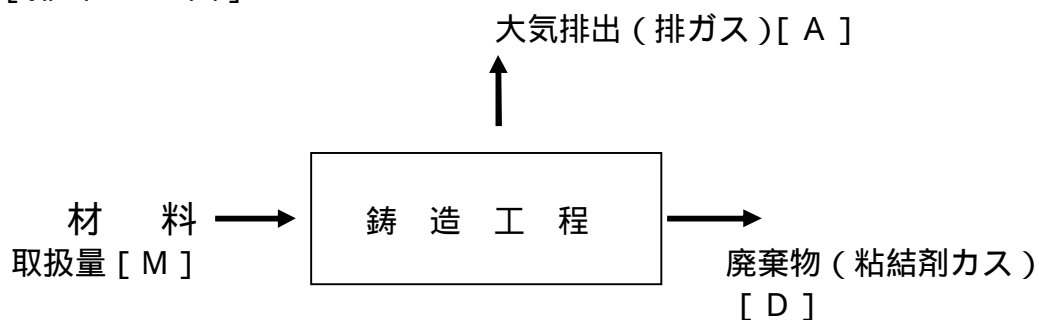 大気排出（排ガス）[ A ]
材　料
鋳 造 工 程
取扱量 [ M ]
廃棄物（粘結剤カス）
[ D ]